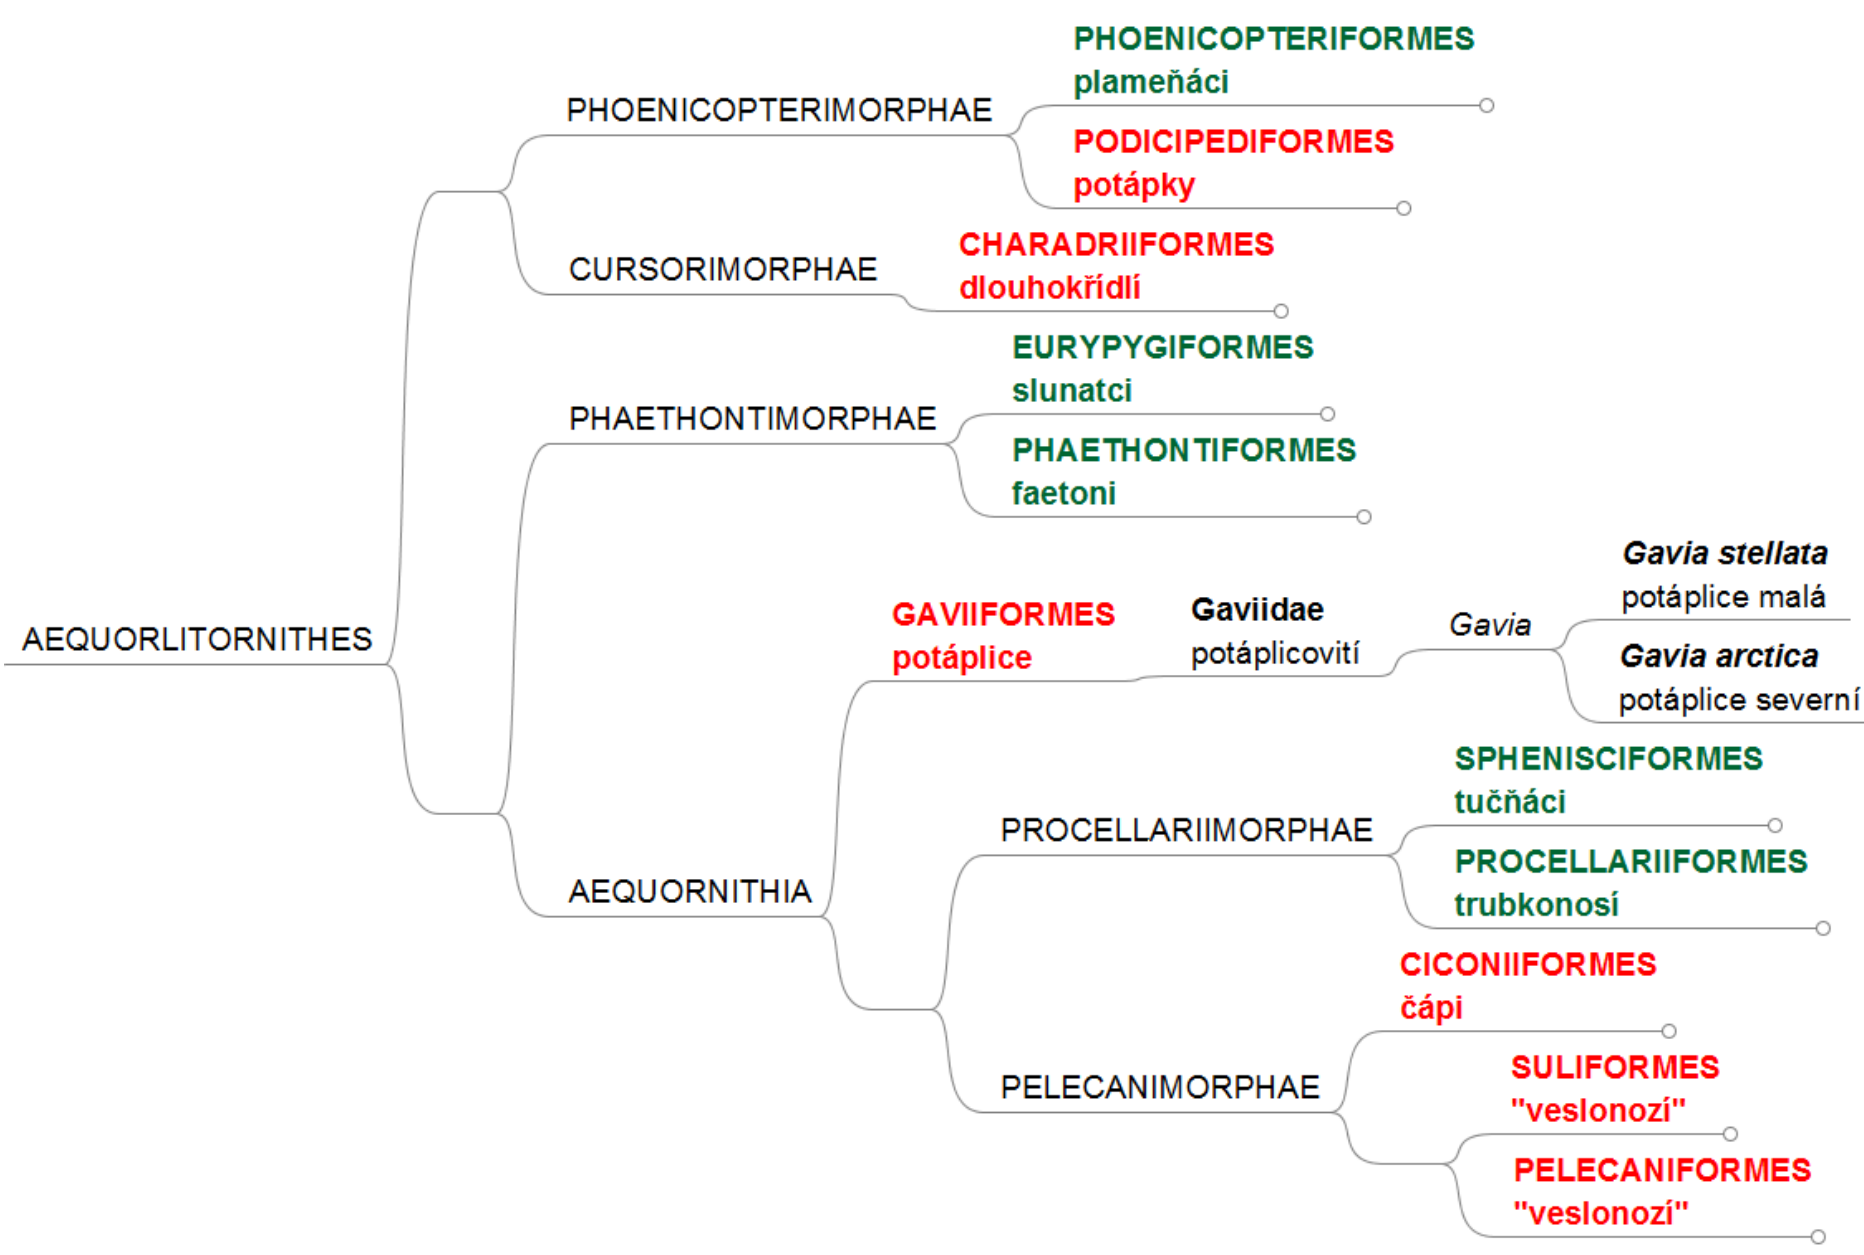 PHOENICOPTERIFORMES
plameňáci
PHOENICOPTERIMORPHAE
PODICIPEDIFORMES
potápky
CHARADRIIFORMES
dlouhokřídlí
CURSORIMORPHAE
EURYPYGIFORMES
slunatci
PHAETHONTIMORPHAE
PHAETHONTIFORMES
faetoni
AEQUORLITORNITHES
GAVIIFORMES
potáplice
Gaviidae
potáplicovití
Gavia
Gavia stellata
potáplice malá
Gavia arctica
potáplice severní
SPHENISCIFORMES
tučňáci
PROCELLARIIMORPHAE
PROCELLARIIFORMES
trubkonosí
AEQUORNITHIA
CICONIIFORMES
čápi
PELECANIMORPHAE
SULIFORMES
"veslonozí"
PELECANIFORMES
"veslonozí"